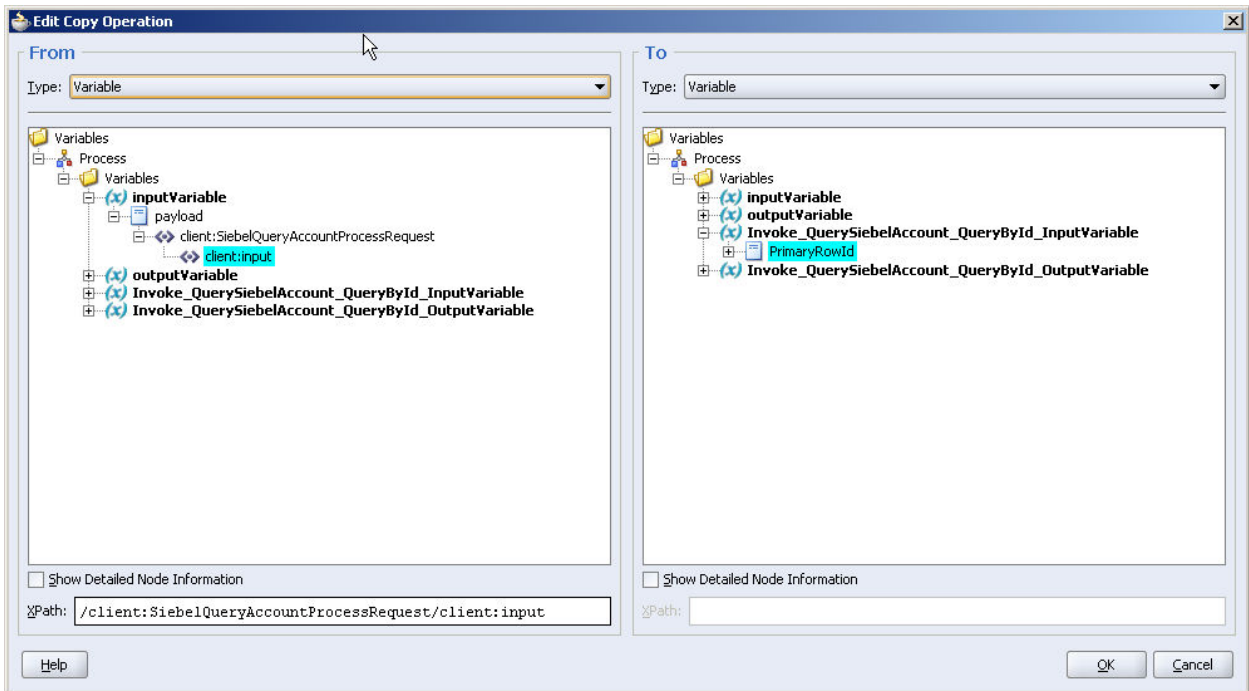 Edit Copy Operation
From
Type: Variable
Variables
Process
Variables
inputVariable
payload
client:SiebelQueryAccountProcessRequest
client:input
outputVariable
Invoke_QuerySiebelAccount_QueryById_InputVariable
Invoke_QuerySiebelAccount_QueryById_OutputVariable
Show Detailed Node Information
XPath: /client:SiebelQueryAccountProcessRequest/client:input
To
Type: Variable
Variables
Process
Variables
inputVariable
outputVariable
Invoke_QuerySiebelAccount_QueryById_InputVariable
PrimaryRowId
Invoke_QuerySiebelAccount_QueryById_OutputVariable
Show Detailed Node Information
XPath:
Help
OK
Cancel